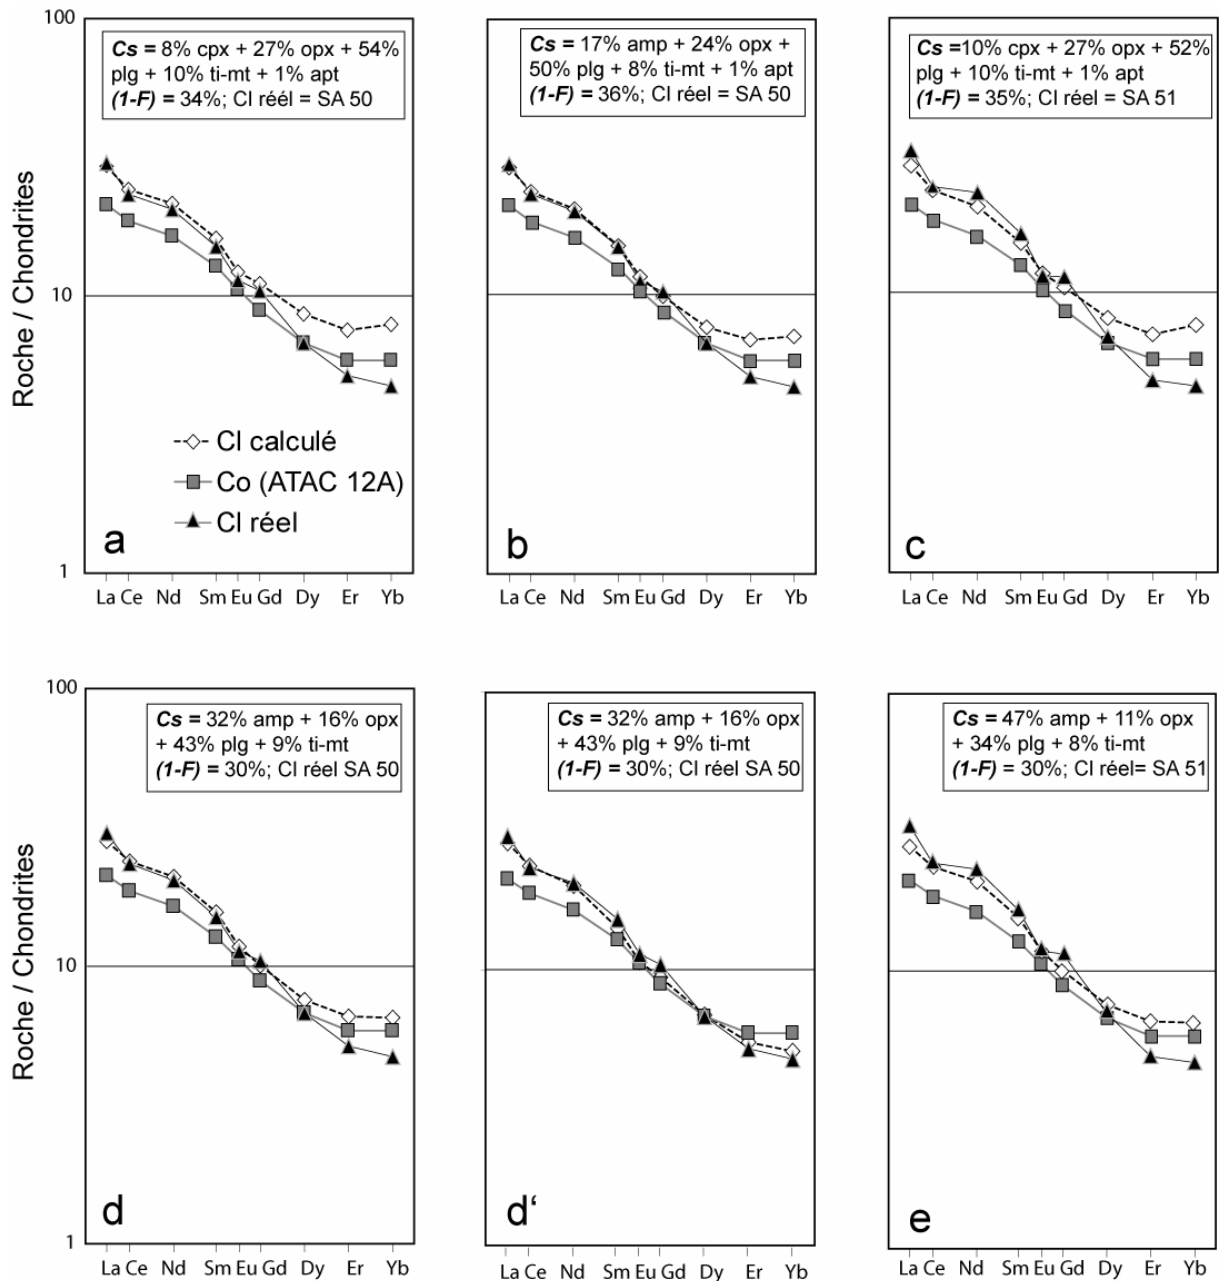 100
Cs = 8% cpx + 27% opx + 54%
plg + 10% ti-mt + 1% apt
(1-F) = 34%; Cl réél = SA 50
Cs = 17% amp + 24% opx +
50% plg + 8% ti-mt + 1% apt
(1-F) = 36%; Cl réel = SA 50
Cs =10% cpx + 27% opx + 52%
plg + 10% ti-mt + 1% apt
(1-F) = 35%; Cl réel = SA 51
Roche / Chondrites
10
Cl calculé
Co (ATAC 12A)
Cl réel
a
b
c
1
La Ce Nd Sm Eu Gd Dy Er Yb
La Ce Nd Sm Eu Gd Dy Er Yb
La Ce Nd Sm Eu Gd Dy Er Yb
100
Cs = 32% amp + 16% opx
+ 43% plg + 9% ti-mt
(1-F) = 30%; Cl réel SA 50
Cs = 32% amp + 16% opx
+ 43% plg + 9% ti-mt
(1-F) = 30%; Cl réel SA 50
Cs = 47% amp + 11% opx
+ 34% plg + 8% ti-mt
(1-F) = 30%; Cl réel= SA 51
Roche / Chondrites
10
d
d‘
e
1
La Ce Nd Sm Eu Gd Dy Er Yb
La Ce Nd Sm Eu Gd Dy Er Yb
La Ce Nd Sm Eu Gd Dy Er Yb